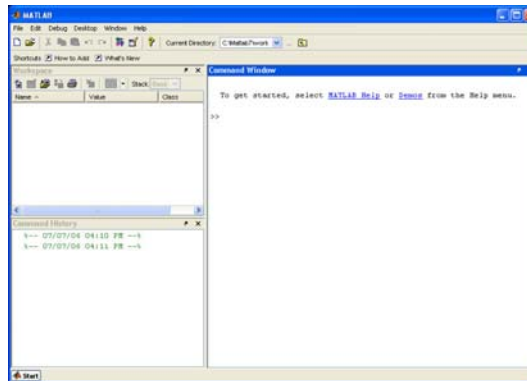 MATLAB
File Edit Debug Desktop Window Help
Current Directory: C:\Matlab7\work
Shortcuts How to Add What's New
Workspace
Stack: Base
Name Value Class
Command History
%-- 07/07/06 04:10 PM --%
%-- 07/07/06 04:11 PM --%
Command Window
To get started, select MATLAB Help or Demos from the Help menu.
>>
Start